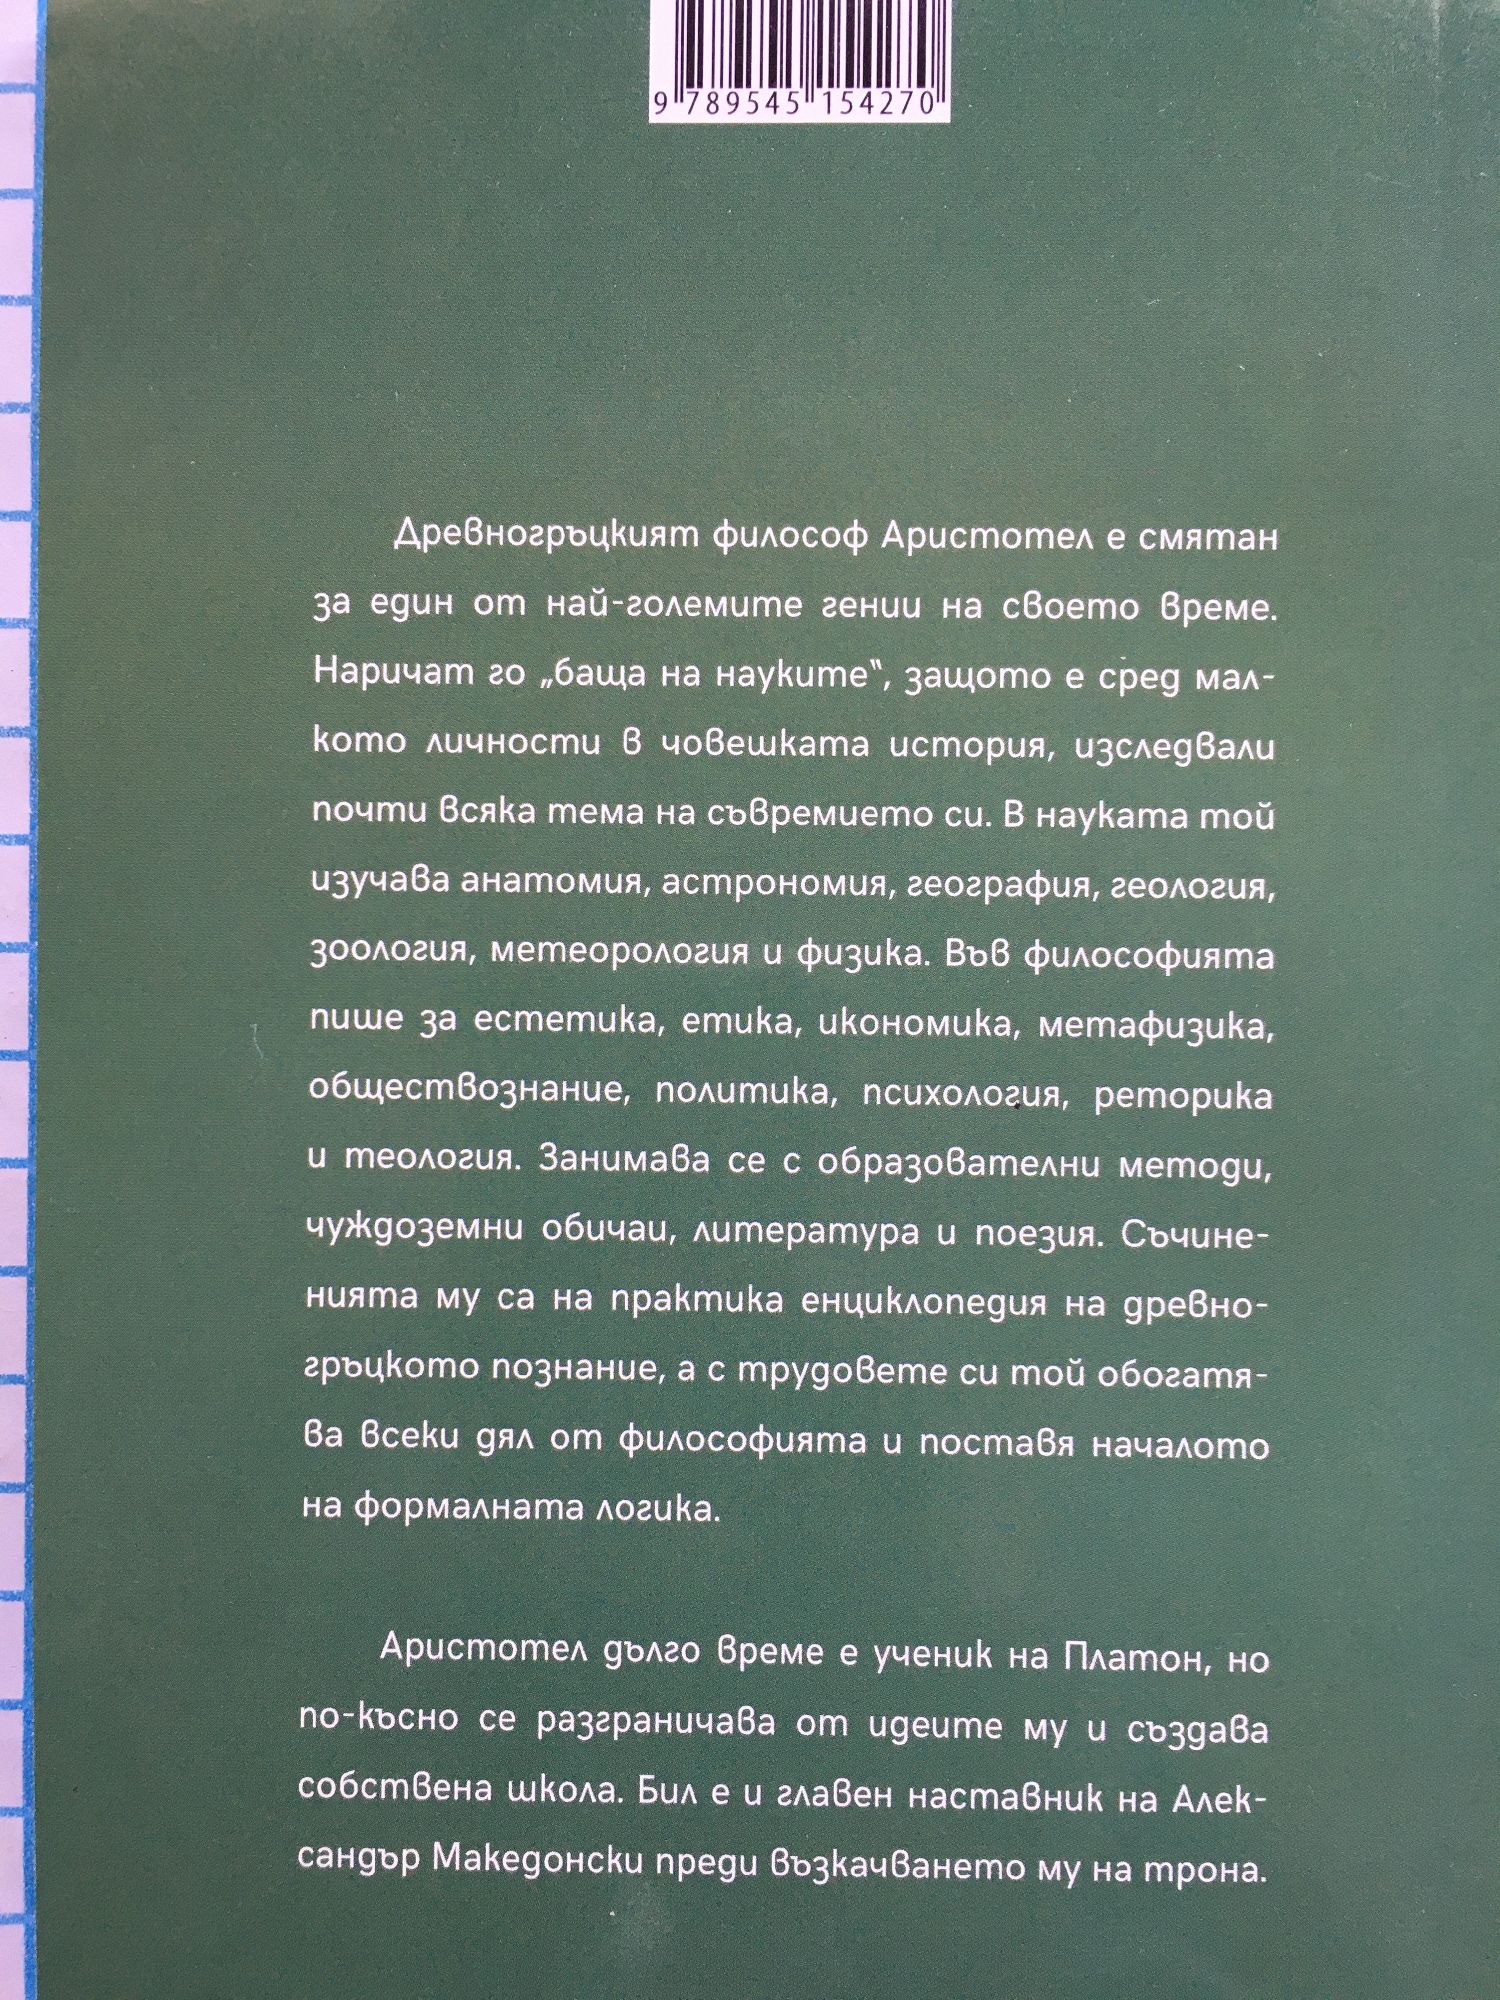 9 789545 154270
Древногръцкият философ Аристотел е смятан
за един от най-големите гении на своето време.
Наричат го „баща на науките“, защото е сред мал-
кото личности в човешката история, изследвали
почти всяка тема на съвремието си. В науката той
изучава анатомия, астрономия, география, геология,
зоология, метеорология и физика. Във философията
пише за естетика, етика, икономика, метафизика,
обществознание, политика, психология, реторика
и теология. Занимава се с образователни методи,
чуждоземни обичаи, литература и поезия. Съчине-
нията му са на практика енциклопедия на древно-
гръцкото познание, а с трудовете си той обогатя-
ва всеки дял от философията и поставя началото
на формалната логика.
Аристотел дълго време е ученик на Платон, но
по-късно се разграничава от идеите му и създава
собствена школа. Бил е и главен наставник на Алек-
сандър Македонски преди възкачването му на трона.